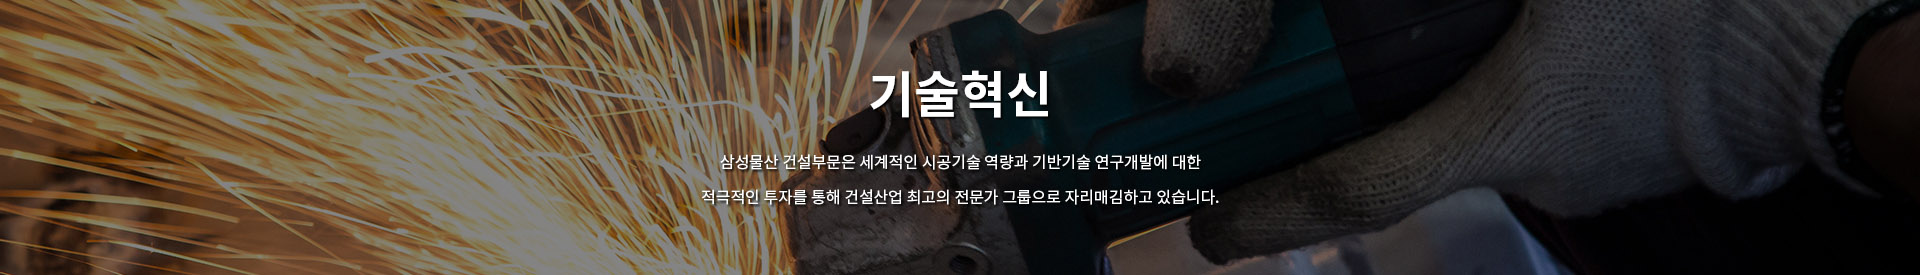 기술혁신
삼성물산 건설부문은 세계적인 시공기술 역량과 기반기술 연구개발에 대한
적극적인 투자를 통해 건설산업 최고의 전문가 그룹으로 자리매김하고 있습니다.